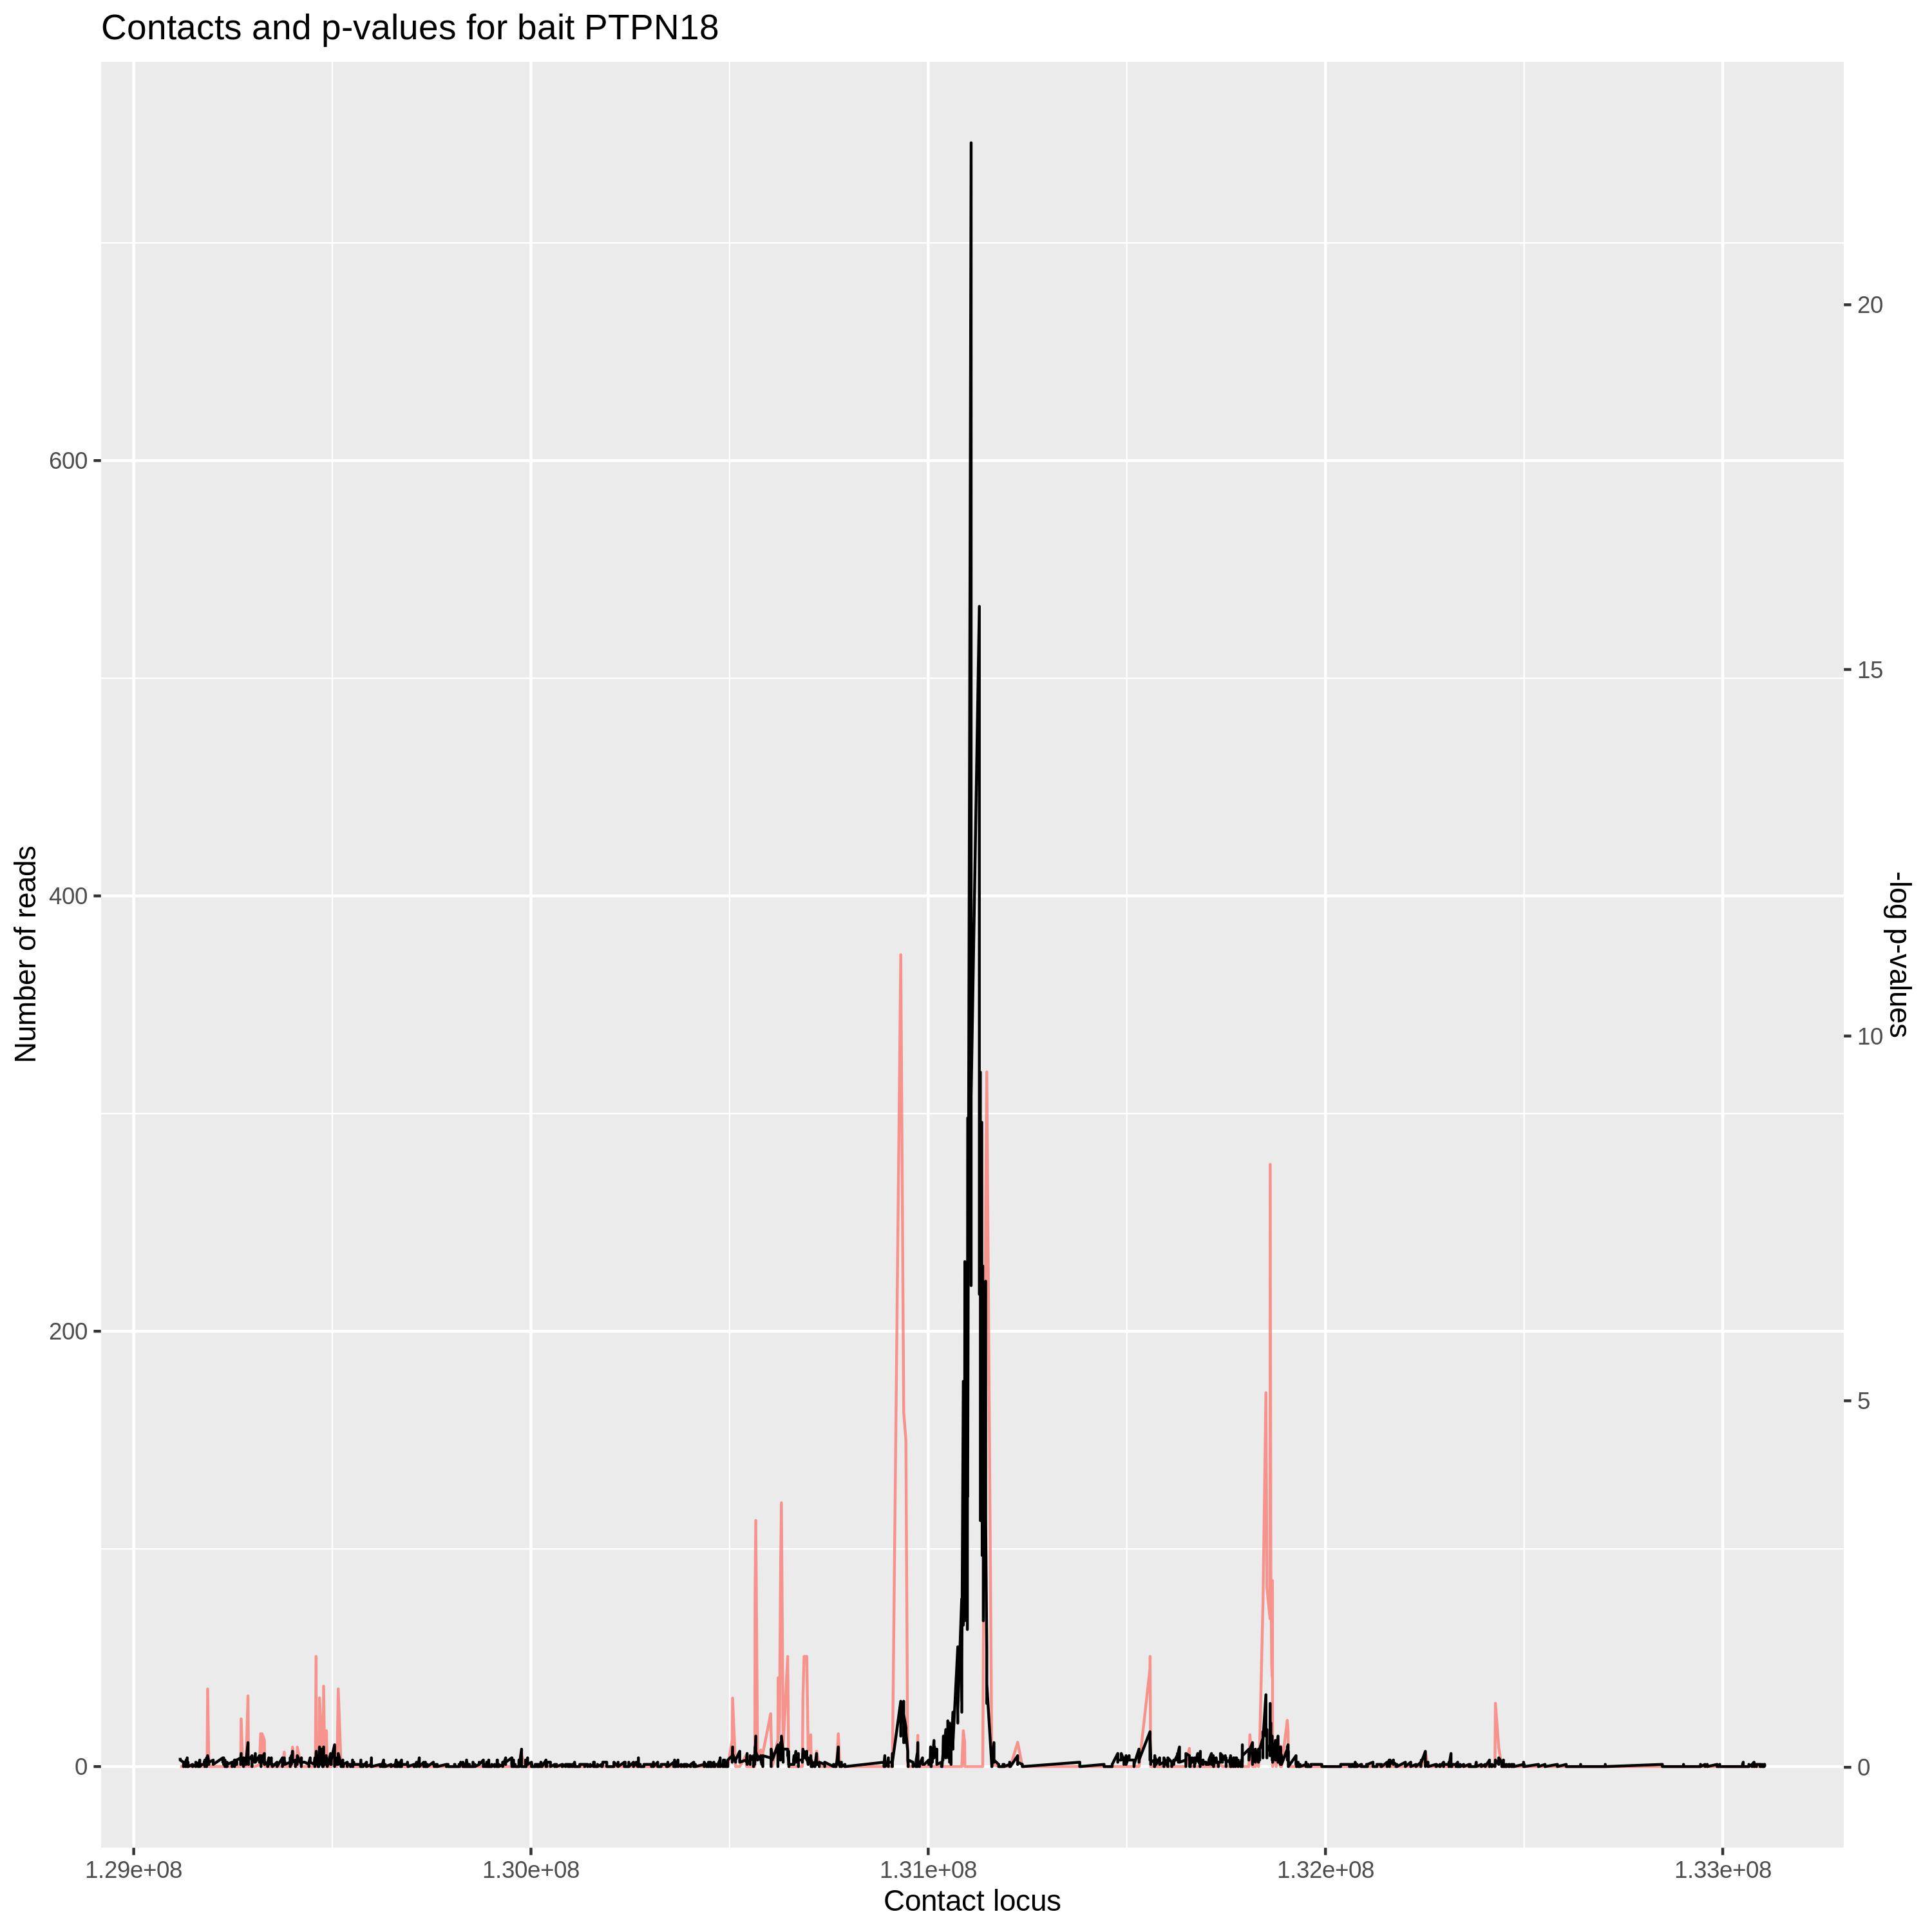 Contacts and p-values for bait PTPN18
600
400
200
0
Number of reads
20
15
10
5
0
-log p-values
1.29e+08
1.30e+08
1.31e+08
1.32e+08
1.33e+08
Contact locus